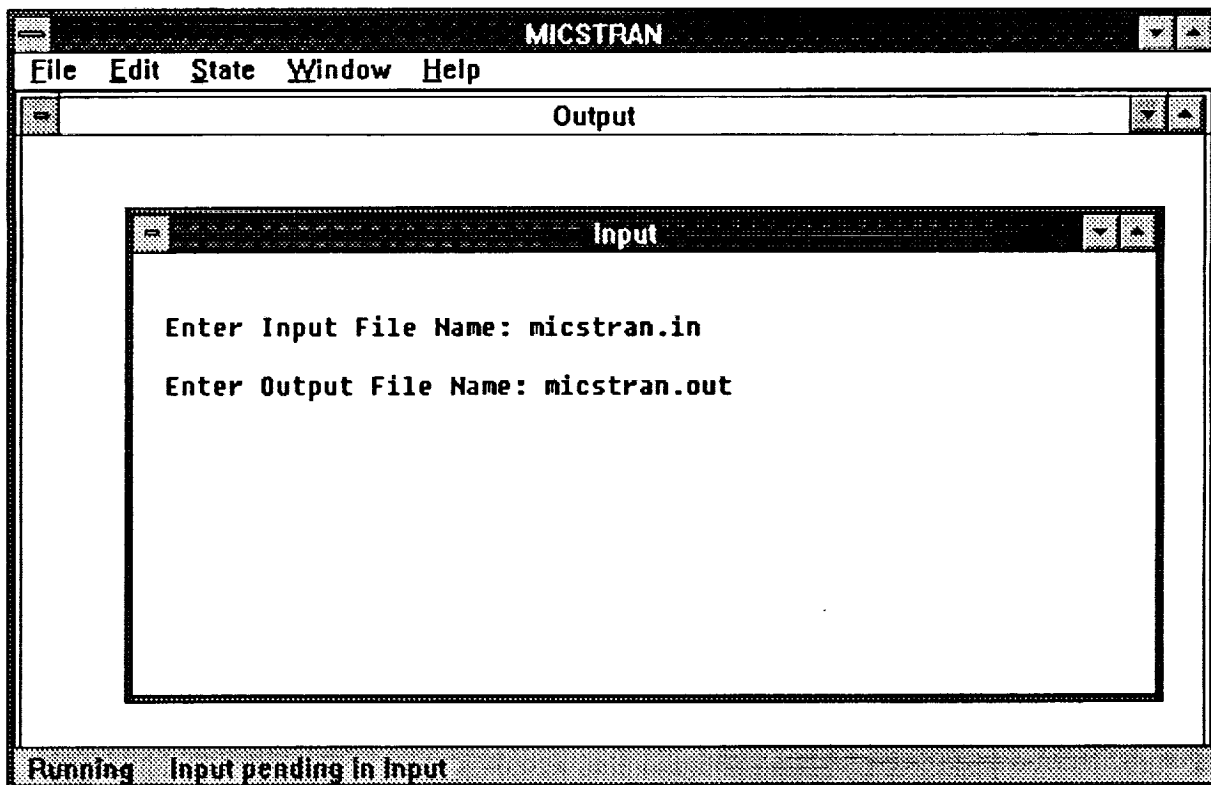 MICSTRAN
File Edit State Window Help
Output
Input
Enter Input File Name: micstran.in
Enter Output File Name: micstran.out
Running Input pending in Input